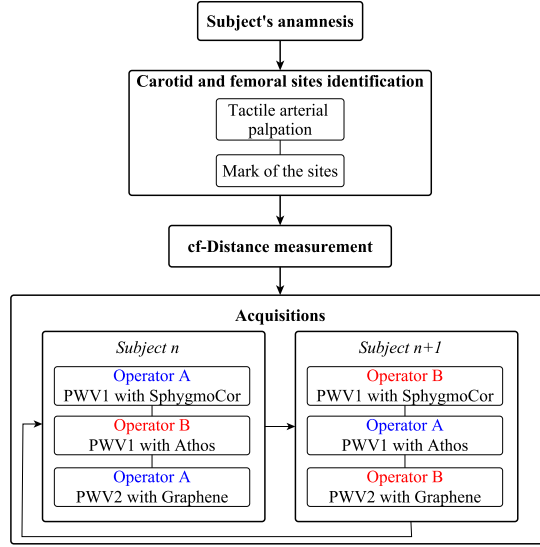 Subject's anamnesis
Carotid and femoral sites identification
Tactile arterial
palpation
Mark of the sites
cf-Distance measurement
Acquisitions
Subject n
Operator A
PWV1 with SphygmoCor
Operator B
PWV1 with Athos
Operator A
PWV2 with Graphene
Subject n+1
Operator B
PWV1 with SphygmoCor
Operator A
PWV1 with Athos
Operator B
PWV2 with Graphene